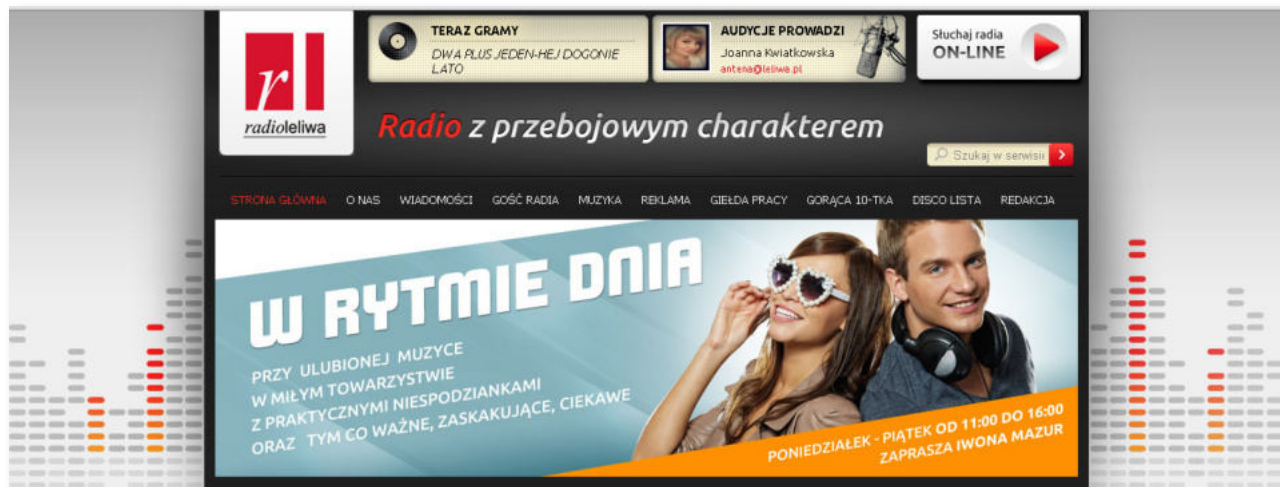 rl
radioleliwa
TERAZ GRAMY
DWA PLUS JEDEN-HEJ DOGONIE
LATO
AUDYCJE PROWADZI
Joanna Kwiatkowska
antena@leliwa.pl
Słuchaj radia
ON-LINE
Radio z przebojowym charakterem
Szukaj w serwisie
STRONA GŁÓWNA O NAS WIADOMOŚCI GOŚĆ RADIA MUZYKA REKLAMA GIEŁDA PRACY GORĄCA 10-TKA DISCO LISTA REDAKCJA
W RYTMIE DNIA
PRZY ULUBIONEJ MUZYCE
W MIŁYM TOWARZYSTWIE
Z PRAKTYCZNYMI NIESPODZIANKAMI
ORAZ TYM CO WAŻNE, ZASKAKUJĄCE, CIEKAWE
PONIEDZIAŁEK - PIĄTEK OD 11:00 DO 16:00
ZAPRASZA IWONA MAZUR